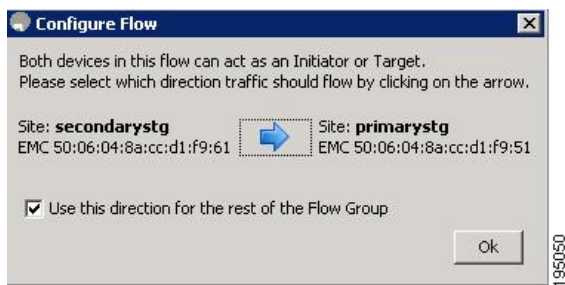 Configure Flow
Both devices in this flow can act as an Initiator or Target.
Please select which direction traffic should flow by clicking on the arrow.
Site: secondarystg
EMC 50:06:04:8a:cc:d1:f9:61
Site: primarystg
EMC 50:06:04:8a:cc:d1:f9:51
Use this direction for the rest of the Flow Group
Ok
195050